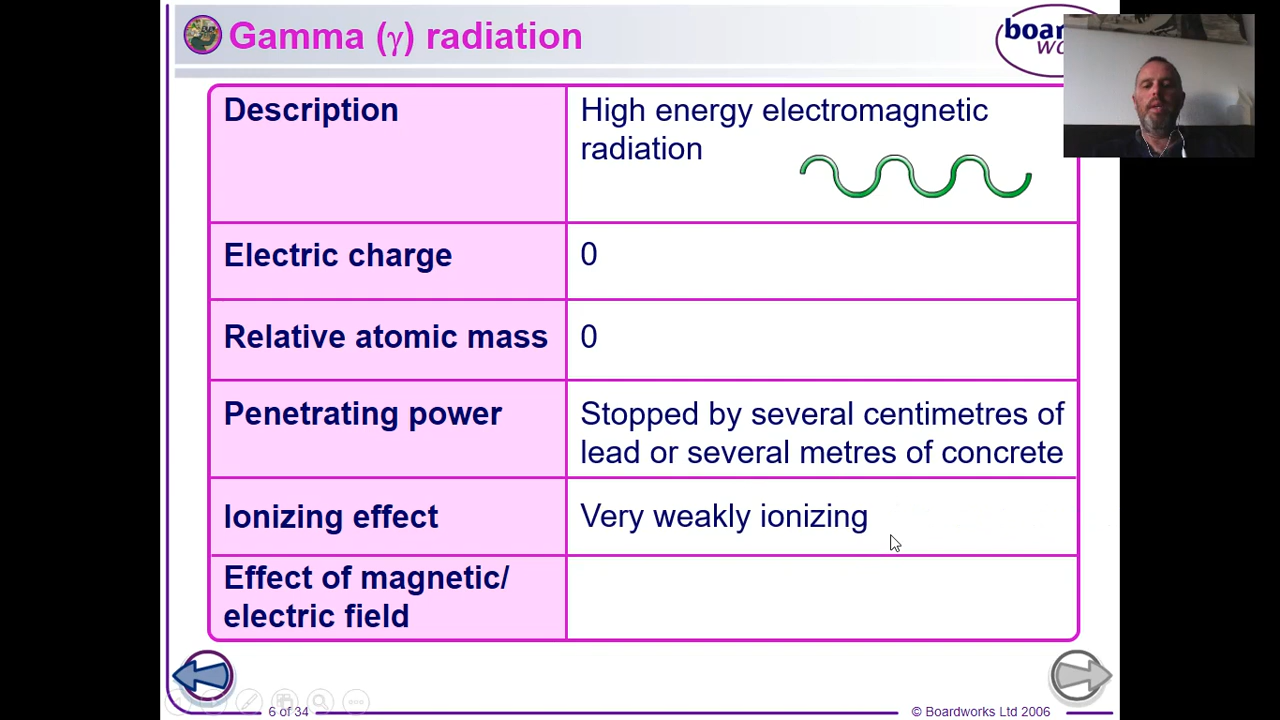 Gamma (γ) radiation
Description
High energy electromagnetic
radiation
Electric charge
0
Relative atomic mass
0
Penetrating power
Stopped by several centimetres of
lead or several metres of concrete
Ionizing effect
Very weakly ionizing
Effect of magnetic/
electric field
6 of 34
© Boardworks Ltd 2006